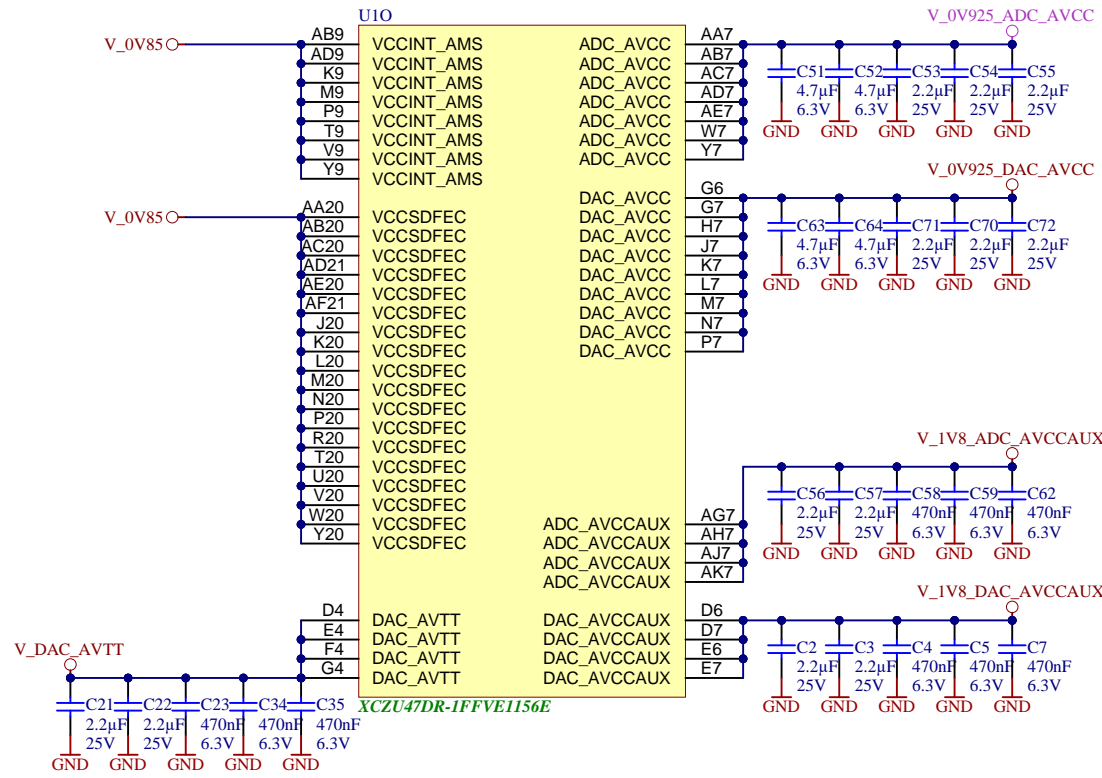 U1O
V_0V85
AB9 VCCINT_AMS
AD9 VCCINT_AMS
K9 VCCINT_AMS
M9 VCCINT_AMS
P9 VCCINT_AMS
T9 VCCINT_AMS
V9 VCCINT_AMS
Y9 VCCINT_AMS
V_0V85
AA20 VCCSDFEC
AB20 VCCSDFEC
AC20 VCCSDFEC
AD21 VCCSDFEC
AE20 VCCSDFEC
AF21 VCCSDFEC
J20 VCCSDFEC
K20 VCCSDFEC
L20 VCCSDFEC
M20 VCCSDFEC
N20 VCCSDFEC
P20 VCCSDFEC
R20 VCCSDFEC
T20 VCCSDFEC
U20 VCCSDFEC
V20 VCCSDFEC
W20 VCCSDFEC
Y20 VCCSDFEC
D4 DAC_AVTT
E4 DAC_AVTT
F4 DAC_AVTT
G4 DAC_AVTT
V_DAC_AVTT
C21 C22 C23 C34 C35
2.2µF 2.2µF 470nF 470nF 470nF
25V 25V 6.3V 6.3V 6.3V
GND GND GND GND GND
XCZU47DR-1FFVE1156E
V_0V925_ADC_AVCC
ADC_AVCC AA7
ADC_AVCC AB7
ADC_AVCC AC7
ADC_AVCC AD7
ADC_AVCC AE7
ADC_AVCC W7
ADC_AVCC Y7
C51 C52 C53 C54 C55
4.7µF 4.7µF 2.2µF 2.2µF 2.2µF
6.3V 6.3V 25V 25V 25V
GND GND GND GND GND
V_0V925_DAC_AVCC
DAC_AVCC G6
DAC_AVCC G7
DAC_AVCC H7
DAC_AVCC J7
DAC_AVCC K7
DAC_AVCC L7
DAC_AVCC M7
DAC_AVCC N7
DAC_AVCC P7
C63 C64 C71 C70 C72
4.7µF 4.7µF 2.2µF 2.2µF 2.2µF
6.3V 6.3V 25V 25V 25V
GND GND GND GND GND
V_1V8_ADC_AVCCAUX
C56 C57 C58 C59 C62
2.2µF 2.2µF 470nF 470nF 470nF
25V 25V 6.3V 6.3V 6.3V
GND GND GND GND GND
ADC_AVCCAUX AG7
ADC_AVCCAUX AH7
ADC_AVCCAUX AJ7
ADC_AVCCAUX AK7
V_1V8_DAC_AVCCAUX
DAC_AVCCAUX D6
DAC_AVCCAUX D7
DAC_AVCCAUX E6
DAC_AVCCAUX E7
C2 C3 C4 C5 C7
2.2µF 2.2µF 470nF 470nF 470nF
25V 25V 6.3V 6.3V 6.3V
GND GND GND GND GND